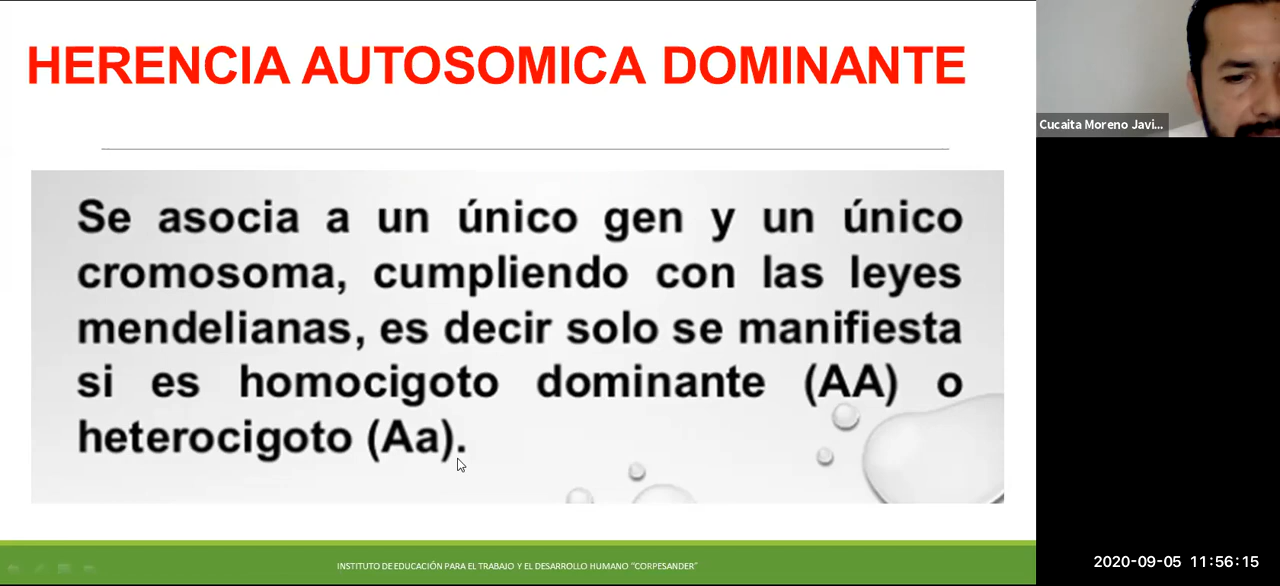 HERENCIA AUTOSOMICA DOMINANTE
Cucaita Moreno Javi...
Se asocia a un único gen y un único
cromosoma, cumpliendo con las leyes
mendelianas, es decir solo se manifiesta
si es homocigoto dominante (AA) o
heterocigoto (Aa).
INSTITUTO DE EDUCACIÓN PARA EL TRABAJO Y EL DESARROLLO HUMANO "CORPESANDER"
2020-09-05 11:56:15